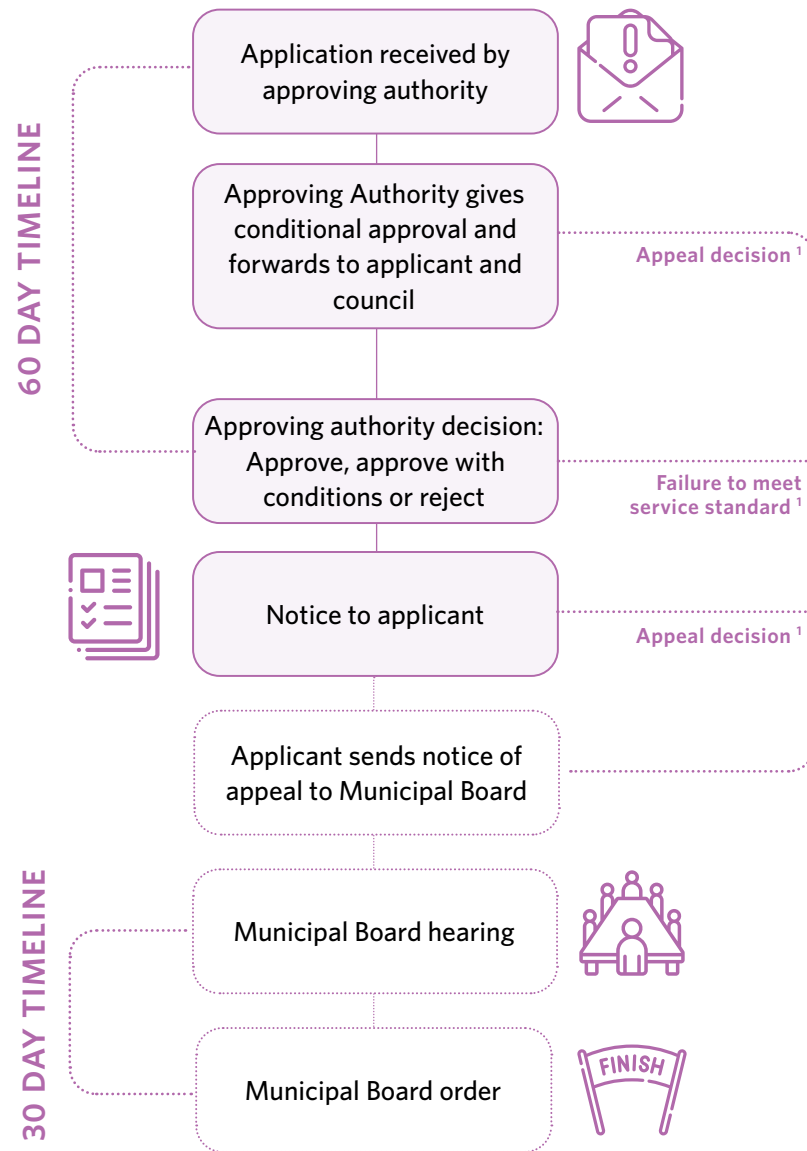 Application received by
approving authority
60 DAY TIMELINE
Approving Authority gives
conditional approval and
forwards to applicant and
council
Appeal decision ¹
Approving authority decision:
Approve, approve with
conditions or reject
Failure to meet
service standard ¹
Notice to applicant
Appeal decision ¹
Applicant sends notice of
appeal to Municipal Board
30 DAY TIMELINE
Municipal Board hearing
Municipal Board order
FINISH